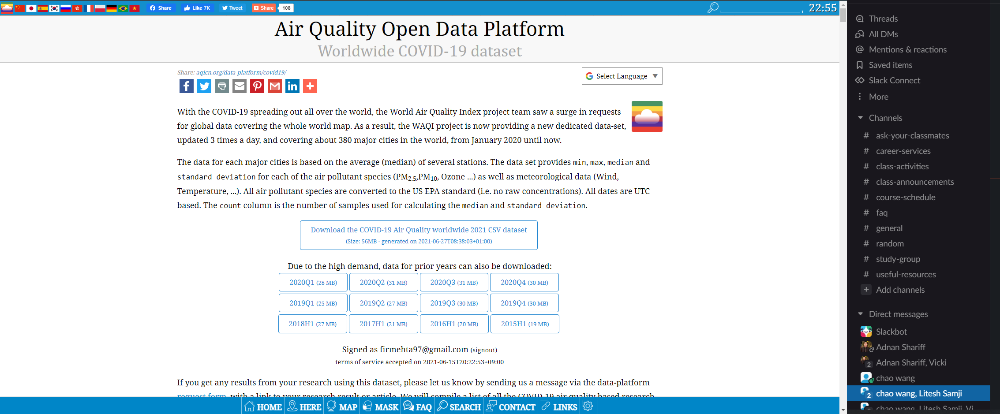 Share
Like 7K
Tweet
Share
108
22:55
Air Quality Open Data Platform
Worldwide COVID-19 dataset
Share: aqicn.org/data-platform/covid19/
Select Language
With the COVID-19 spreading out all over the world, the World Air Quality Index project team saw a surge in requests
for global data covering the whole world map. As a result, the WAQI project is now providing a new dedicated data-set,
updated 3 times a day, and covering about 380 major cities in the world, from January 2020 until now.
The data for each major cities is based on the average (median) of several stations. The data set provides min, max, median and
standard deviation for each of the air pollutant species (PM2.5,PM10, Ozone ...) as well as meteorological data (Wind,
Temperature, ...). All air pollutant species are converted to the US EPA standard (i.e. no raw concentrations). All dates are UTC
based. The count column is the number of samples used for calculating the median and standard deviation.
Download the COVID-19 Air Quality worldwide 2021 CSV dataset
(Size: 56MB - generated on 2021-06-27T08:38:03+01:00)
Due to the high demand, data for prior years can also be downloaded:
2020Q1 (28 MB) 2020Q2 (31 MB) 2020Q3 (31 MB) 2020Q4 (30 MB)
2019Q1 (25 MB) 2019Q2 (27 MB) 2019Q3 (30 MB) 2019Q4 (30 MB)
2018H1 (27 MB) 2017H1 (21 MB) 2016H1 (20 MB) 2015H1 (19 MB)
Signed as firmehta97@gmail.com (signout)
terms of service accepted on 2021-06-15T20:22:53+09:00
If you get any results from your research using this dataset, please let us know by sending us a message via the data-platform
request form, with a link to your research result or article. We will compile a list of all the COVID-19 air quality based research
HOME HERE MAP MASK FAQ SEARCH CONTACT LINKS
Threads
All DMs
Mentions & reactions
Saved items
Slack Connect
More
Channels
# ask-your-classmates
# career-services
# class-activities
# class-announcements
# course-schedule
# faq
# general
# random
# study-group
# useful-resources
+ Add channels
Direct messages
Slackbot
Adnan Shariff
2 Adnan Shariff, Vicki
chao wang
2 chao wang, Litesh Samji
chao wang, Litesh Samji, Vi